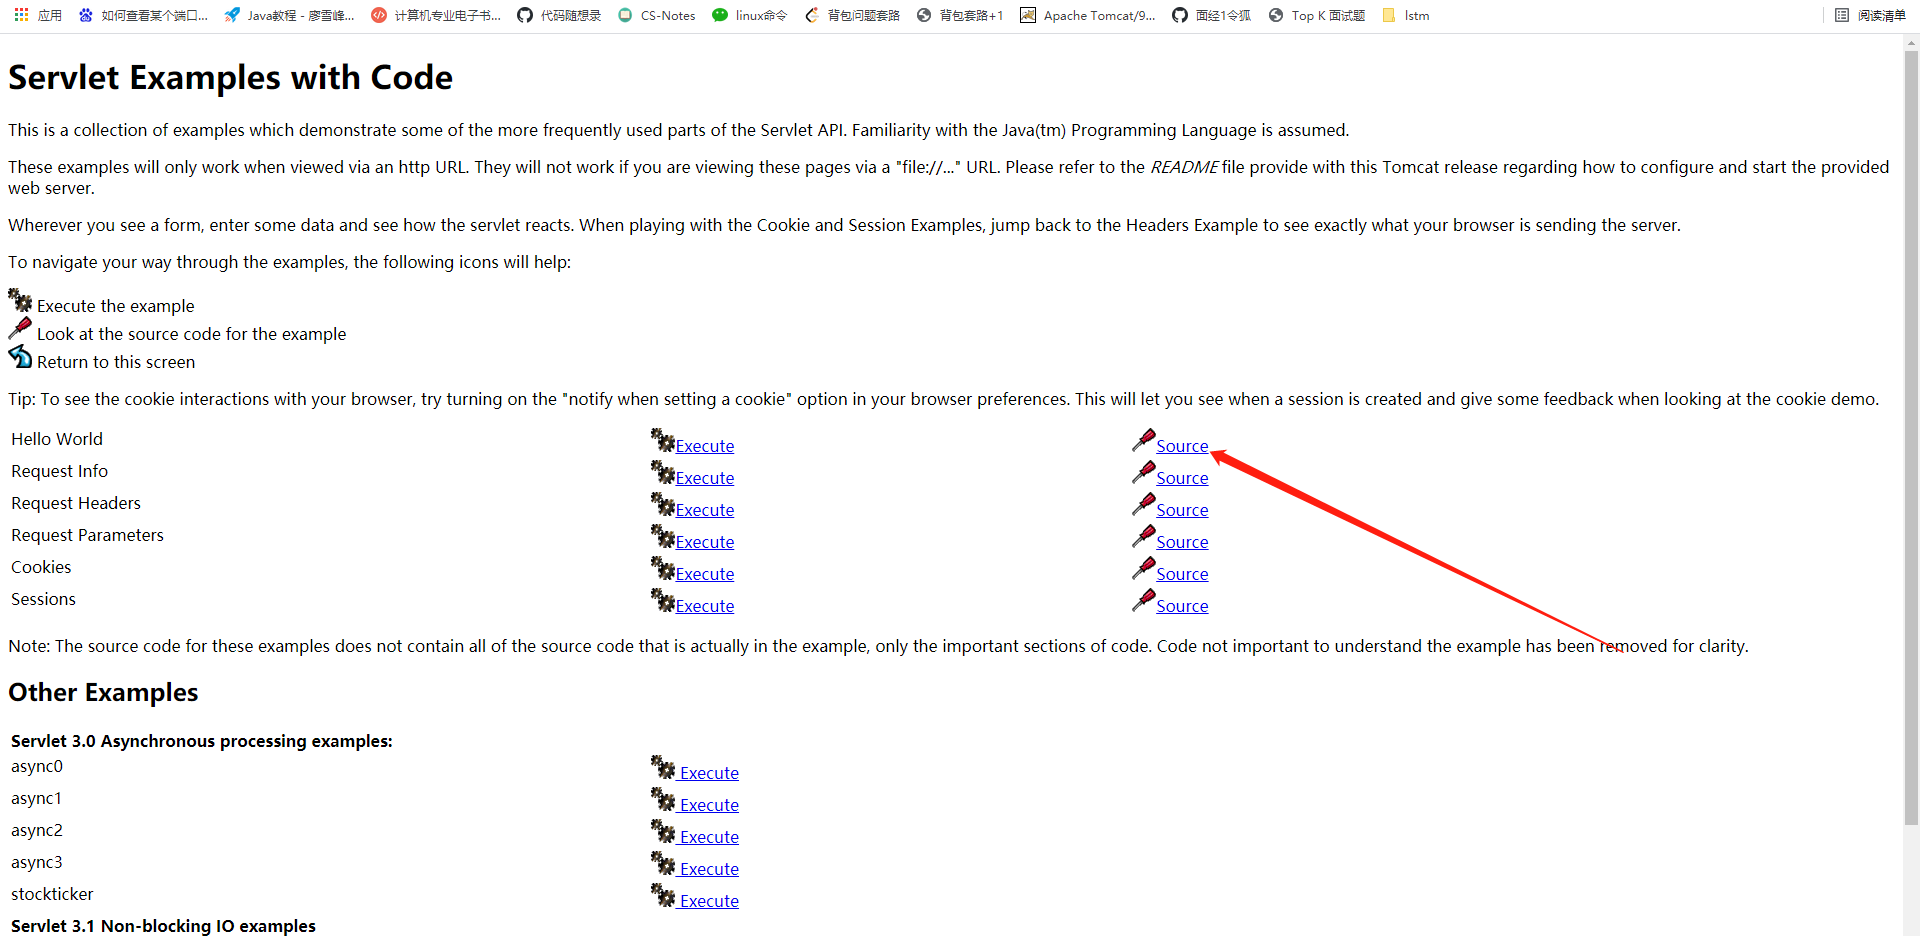 应用 如何查看某个端口... Java教程 - 廖雪峰... 计算机专业电子书... 代码随想录 CS-Notes linux命令 背包问题套路 背包套路+1 Apache Tomcat/9... 面经1令狐 Top K 面试题 lstm 阅读清单
Servlet Examples with Code
This is a collection of examples which demonstrate some of the more frequently used parts of the Servlet API. Familiarity with the Java(tm) Programming Language is assumed.
These examples will only work when viewed via an http URL. They will not work if you are viewing these pages via a "file://..." URL. Please refer to the README file provide with this Tomcat release regarding how to configure and start the provided
web server.
Wherever you see a form, enter some data and see how the servlet reacts. When playing with the Cookie and Session Examples, jump back to the Headers Example to see exactly what your browser is sending the server.
To navigate your way through the examples, the following icons will help:
Execute the example
Look at the source code for the example
Return to this screen
Tip: To see the cookie interactions with your browser, try turning on the "notify when setting a cookie" option in your browser preferences. This will let you see when a session is created and give some feedback when looking at the cookie demo.
Hello World Execute Source
Request Info Execute Source
Request Headers Execute Source
Request Parameters Execute Source
Cookies Execute Source
Sessions Execute Source
Note: The source code for these examples does not contain all of the source code that is actually in the example, only the important sections of code. Code not important to understand the example has been removed for clarity.
Other Examples
Servlet 3.0 Asynchronous processing examples:
async0 Execute
async1 Execute
async2 Execute
async3 Execute
stockticker Execute
Servlet 3.1 Non-blocking IO examples